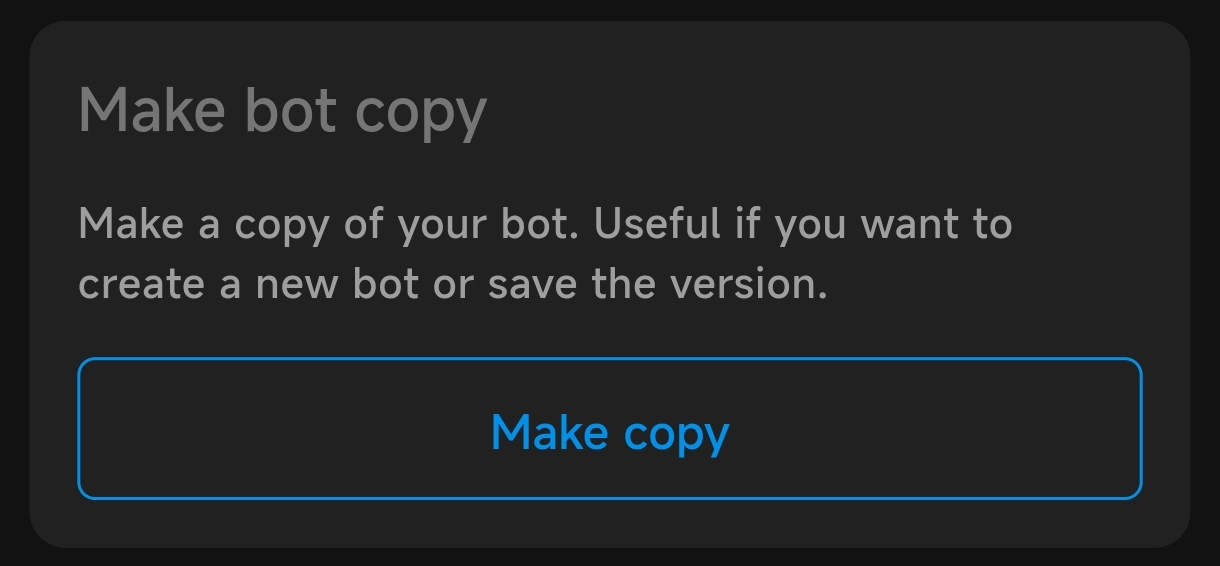 Make bot copy
Make a copy of your bot. Useful if you want to
create a new bot or save the version.
Make copy